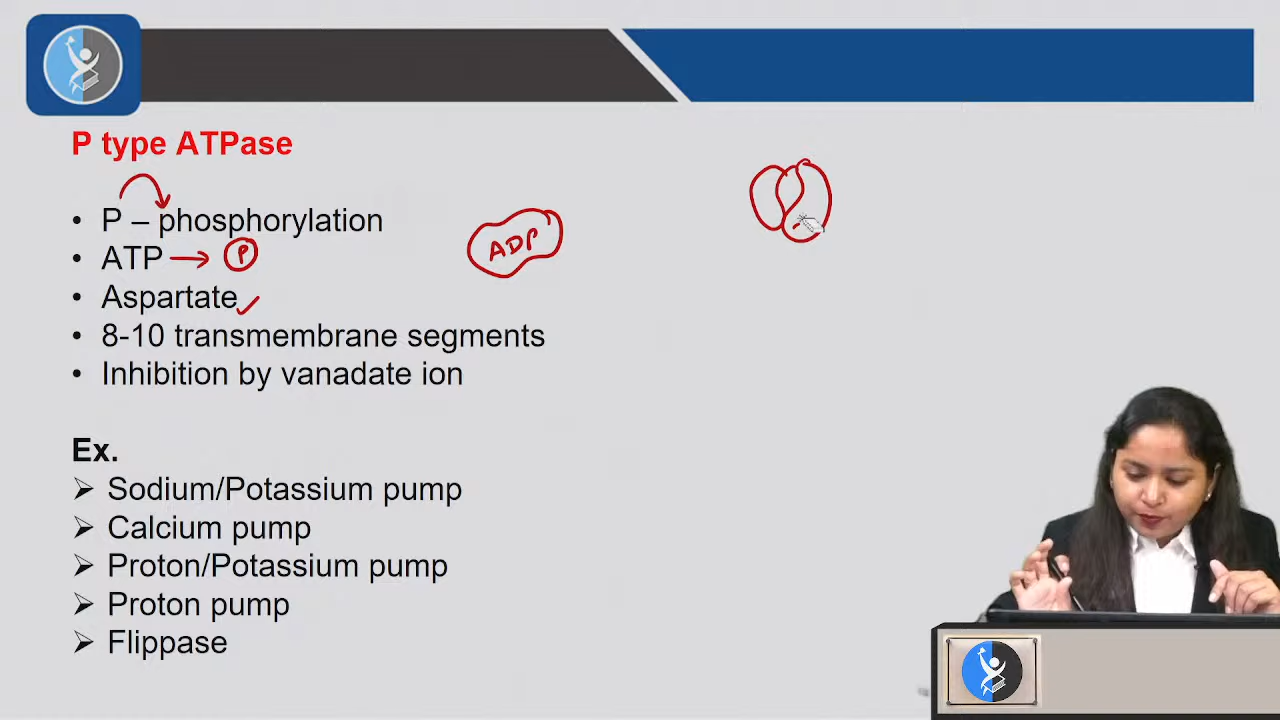 P type ATPase
• P – phosphorylation
• ATP → P
ADP
• Aspartate ✓
• 8-10 transmembrane segments
• Inhibition by vanadate ion
Ex.
➢ Sodium/Potassium pump
➢ Calcium pump
➢ Proton/Potassium pump
➢ Proton pump
➢ Flippase